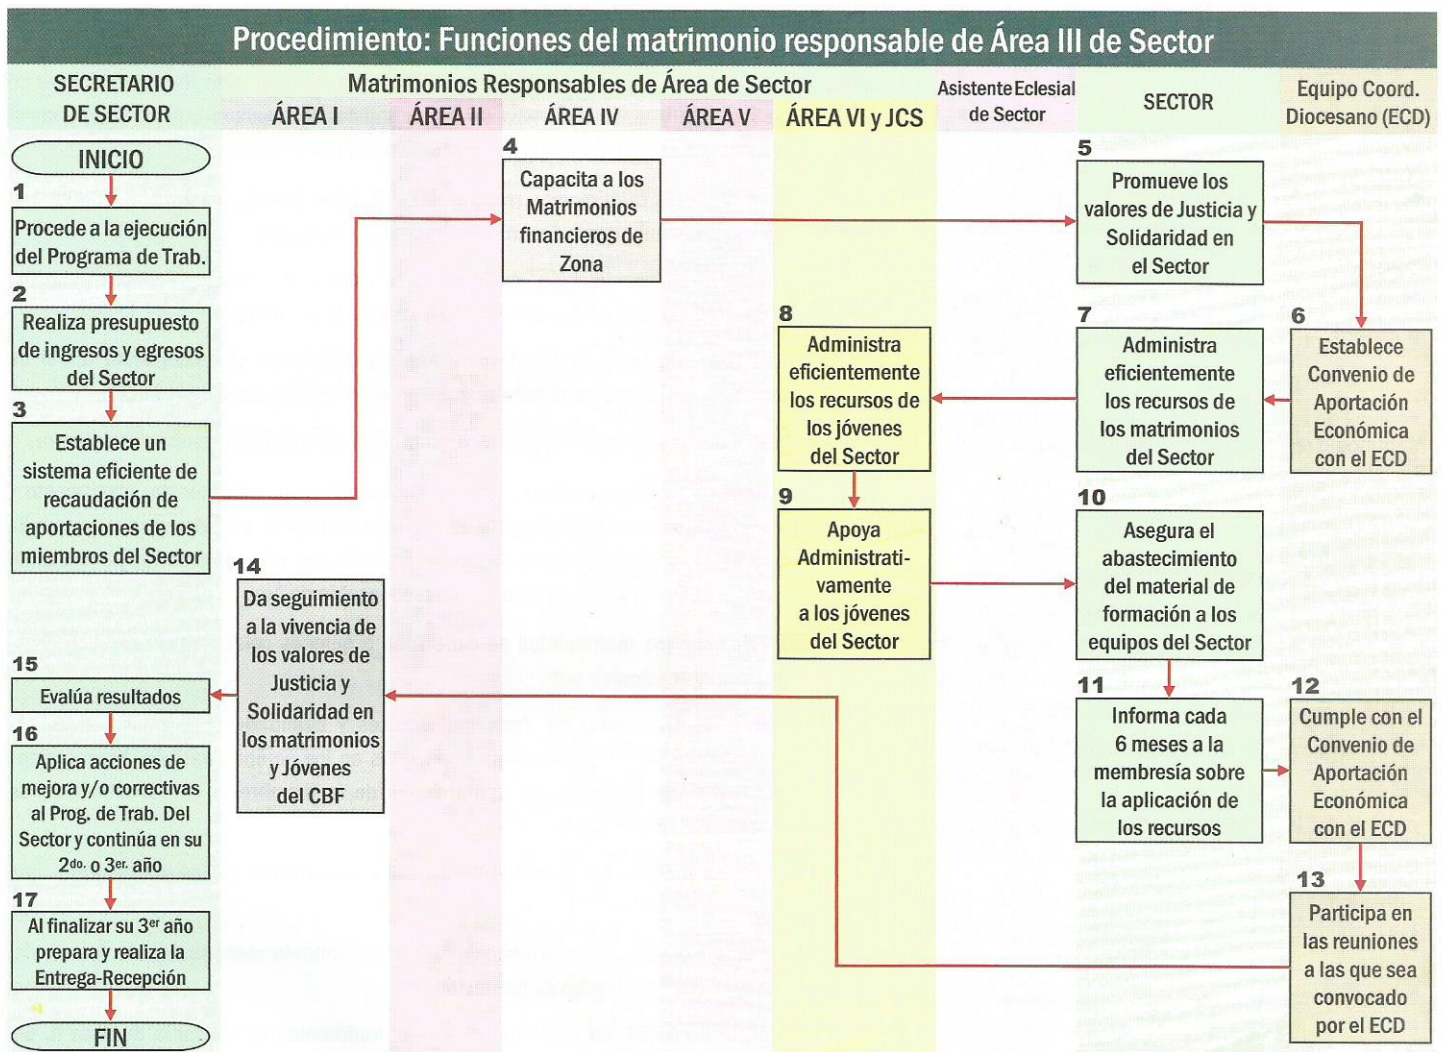 Procedimiento: Funciones del matrimonio responsable de Área III de Sector
SECRETARIO
DE SECTOR
Matrimonios Responsables de Área de Sector
ÁREA I
ÁREA II
ÁREA IV
ÁREA V
ÁREA VI y JCS
Asistente Eclesial
de Sector
SECTOR
Equipo Coord.
Diocesano (ECD)
INICIO
1
Procede a la ejecución
del Programa de Trab.
2
Realiza presupuesto
de ingresos y egresos
del Sector
3
Establece un
sistema eficiente de
recaudación de
aportaciones de los
miembros del Sector
4
Capacita a los
Matrimonios
financieros de
Zona
5
Promueve los
valores de Justicia y
Solidaridad en
el Sector
6
Establece
Convenio de
Aportación
Económica
con el ECD
7
Administra
eficientemente
los recursos de
los matrimonios
del Sector
8
Administra
eficientemente
los recursos de
los jóvenes
del Sector
9
Apoya
Administrati-
vamente
a los jóvenes
del Sector
10
Asegura el
abastecimiento
del material de
formación a los
equipos del Sector
11
Informa cada
6 meses a la
membresía sobre
la aplicación de
los recursos
12
Cumple con el
Convenio de
Aportación
Económica
con el ECD
13
Participa en
las reuniones
a las que sea
convocado
por el ECD
14
Da seguimiento
a la vivencia de
los valores de
Justicia y
Solidaridad en
los matrimonios
y Jóvenes
del CBF
15
Evalúa resultados
16
Aplica acciones de
mejora y/o correctivas
al Prog. de Trab. Del
Sector y continúa en su
2do. o 3er. año
17
Al finalizar su 3er año
prepara y realiza la
Entrega-Recepción
FIN